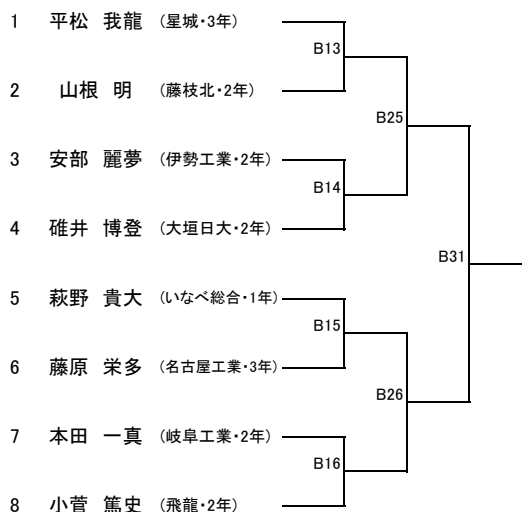 1 平松 我龍 (星城・3年)
B13
2 山根 明 (藤枝北・2年)
B25
3 安部 麗夢 (伊勢工業・2年)
B14
4 碓井 博登 (大垣日大・2年)
B31
5 萩野 貴大 (いなべ総合・1年)
B15
6 藤原 栄多 (名古屋工業・3年)
B26
7 本田 一真 (岐阜工業・2年)
B16
8 小菅 篤史 (飛龍・2年)